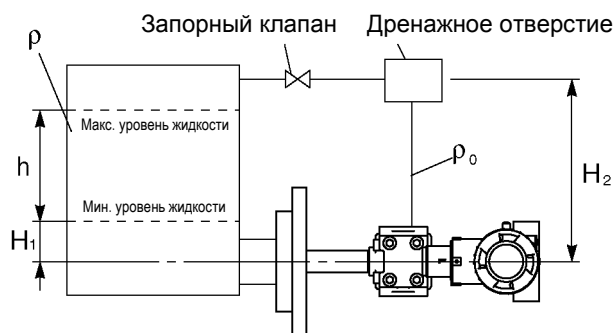 Запорный клапан
Дренажное отверстие
ρ
Макс. уровень жидкости
h
ρ0
H2
Мин. уровень жидкости
H1